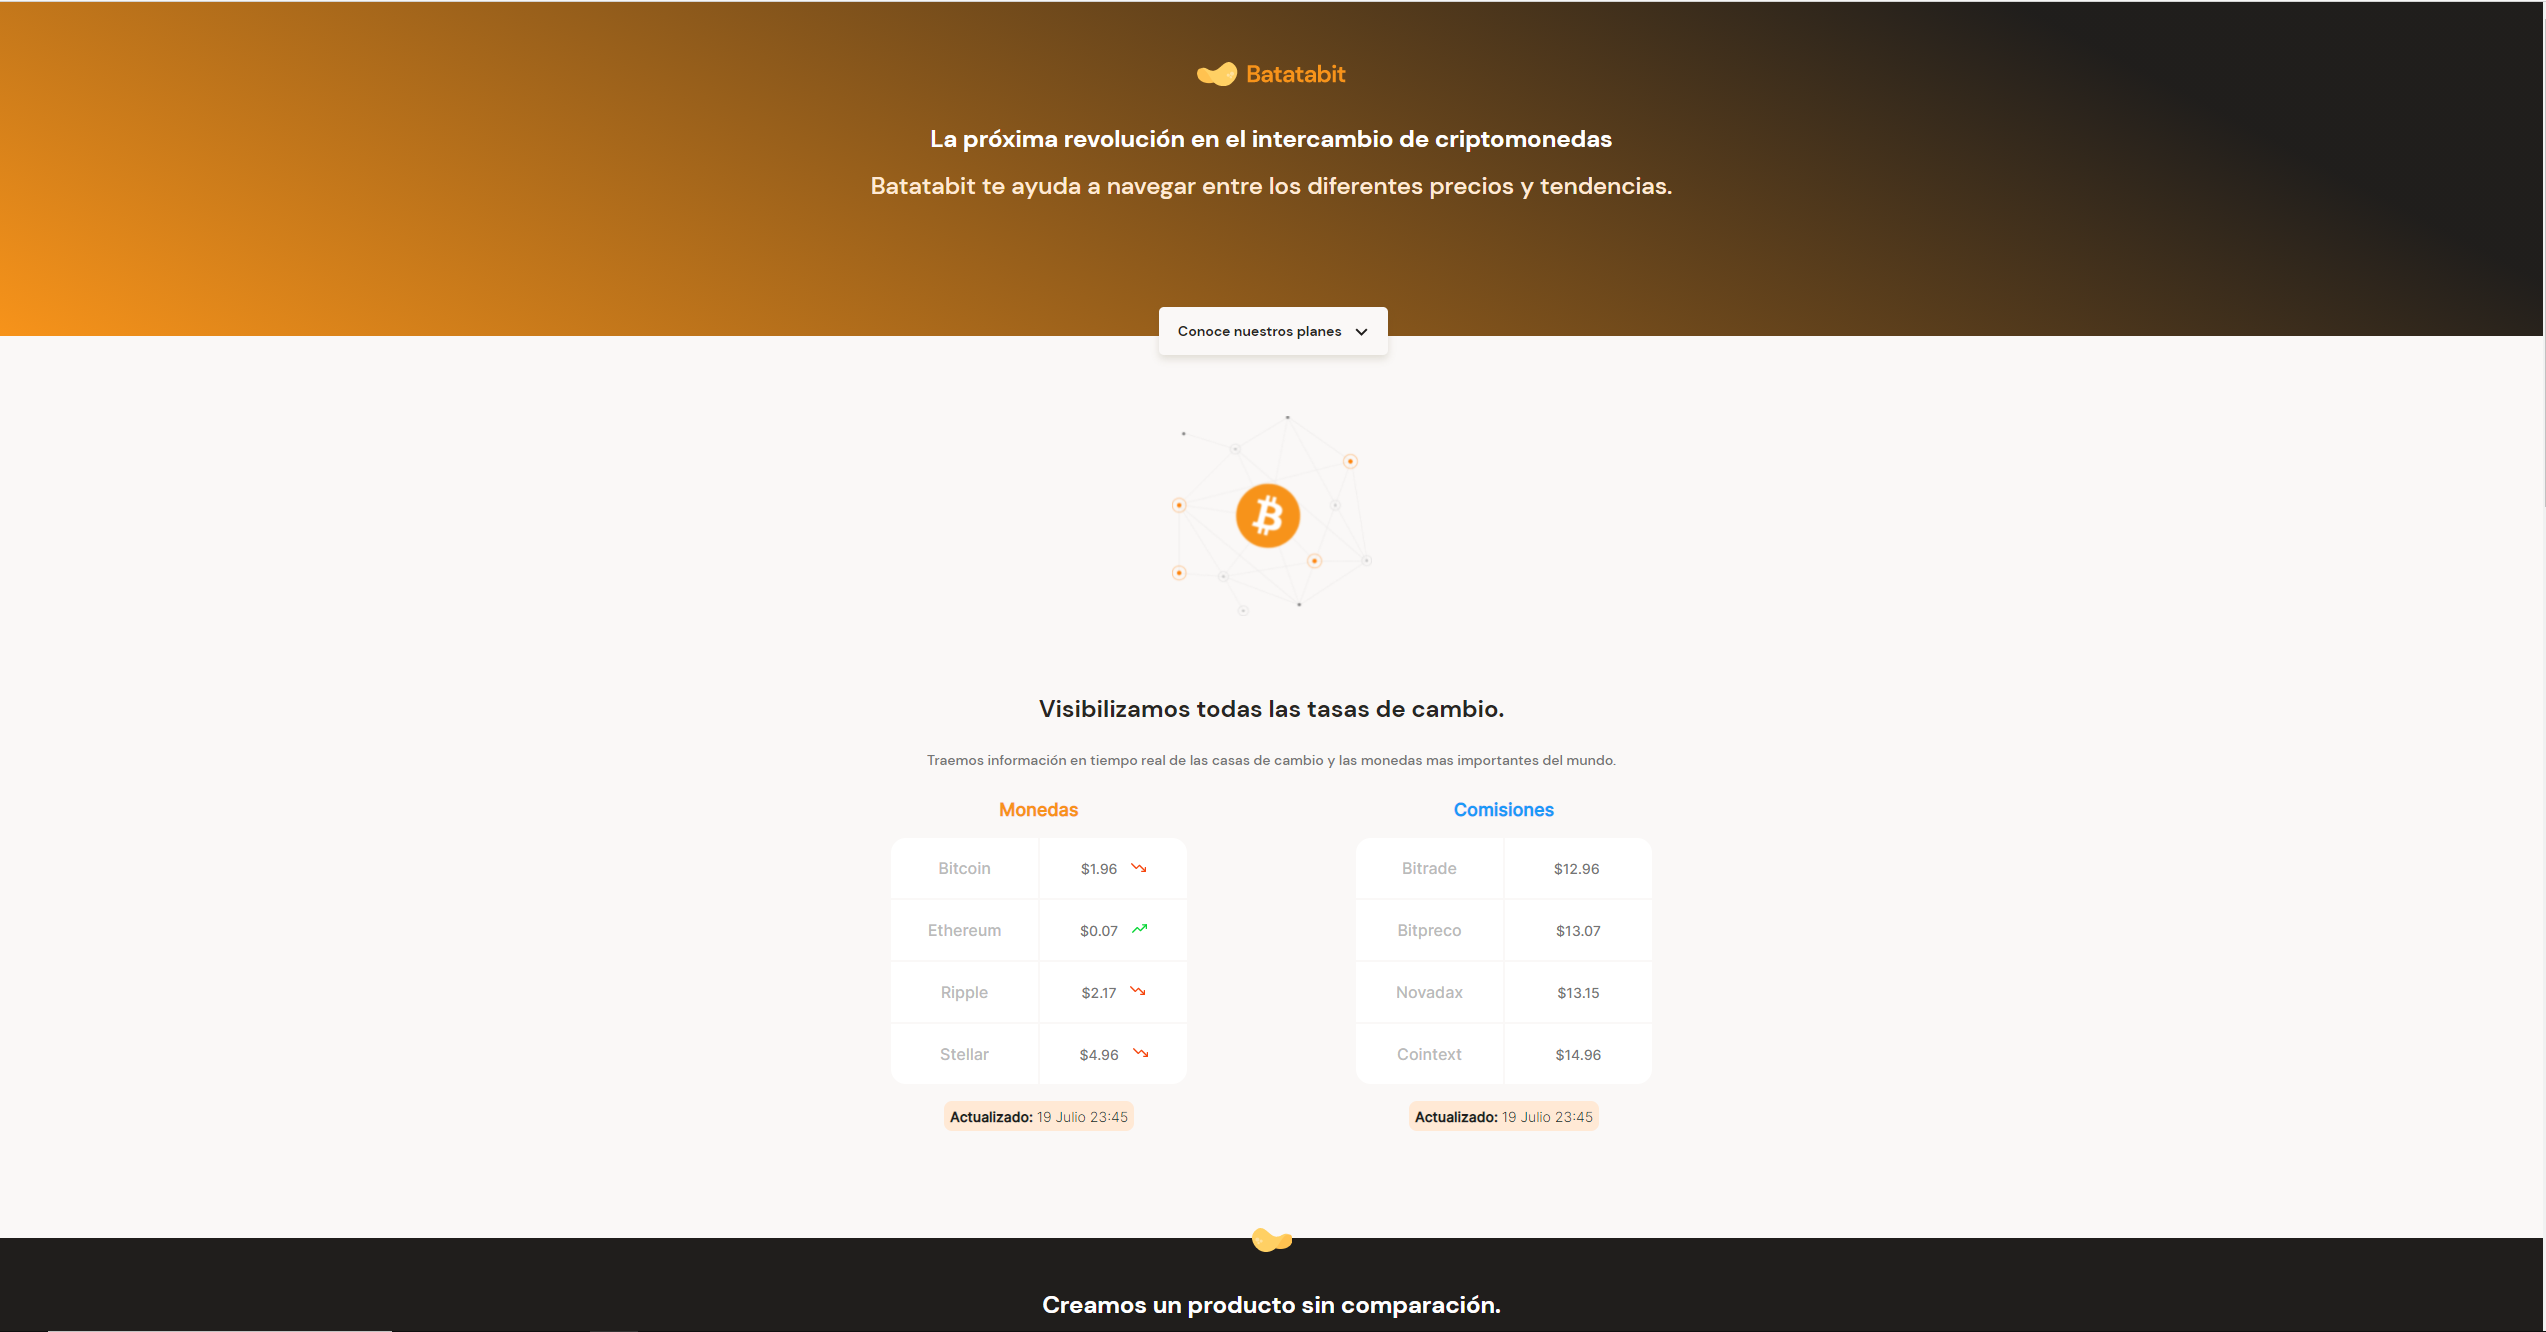 Batatabit
La próxima revolución en el intercambio de criptomonedas
Batatabit te ayuda a navegar entre los diferentes precios y tendencias.
Conoce nuestros planes
Visibilizamos todas las tasas de cambio.
Traemos información en tiempo real de las casas de cambio y las monedas mas importantes del mundo.
Monedas
Bitcoin $1.96
Ethereum $0.07
Ripple $2.17
Stellar $4.96
Actualizado: 19 Julio 23:45
Comisiones
Bitrade $12.96
Bitpreco $13.07
Novadax $13.15
Cointext $14.96
Actualizado: 19 Julio 23:45
Creamos un producto sin comparación.